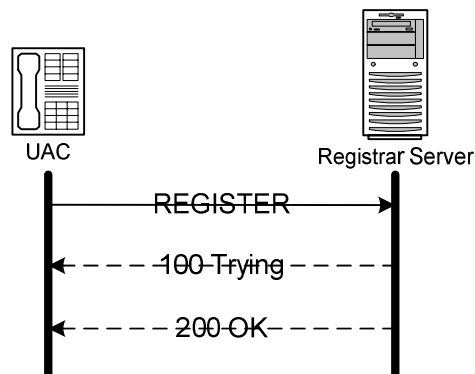 UAC
Registrar Server
REGISTER
100 Trying
200 OK